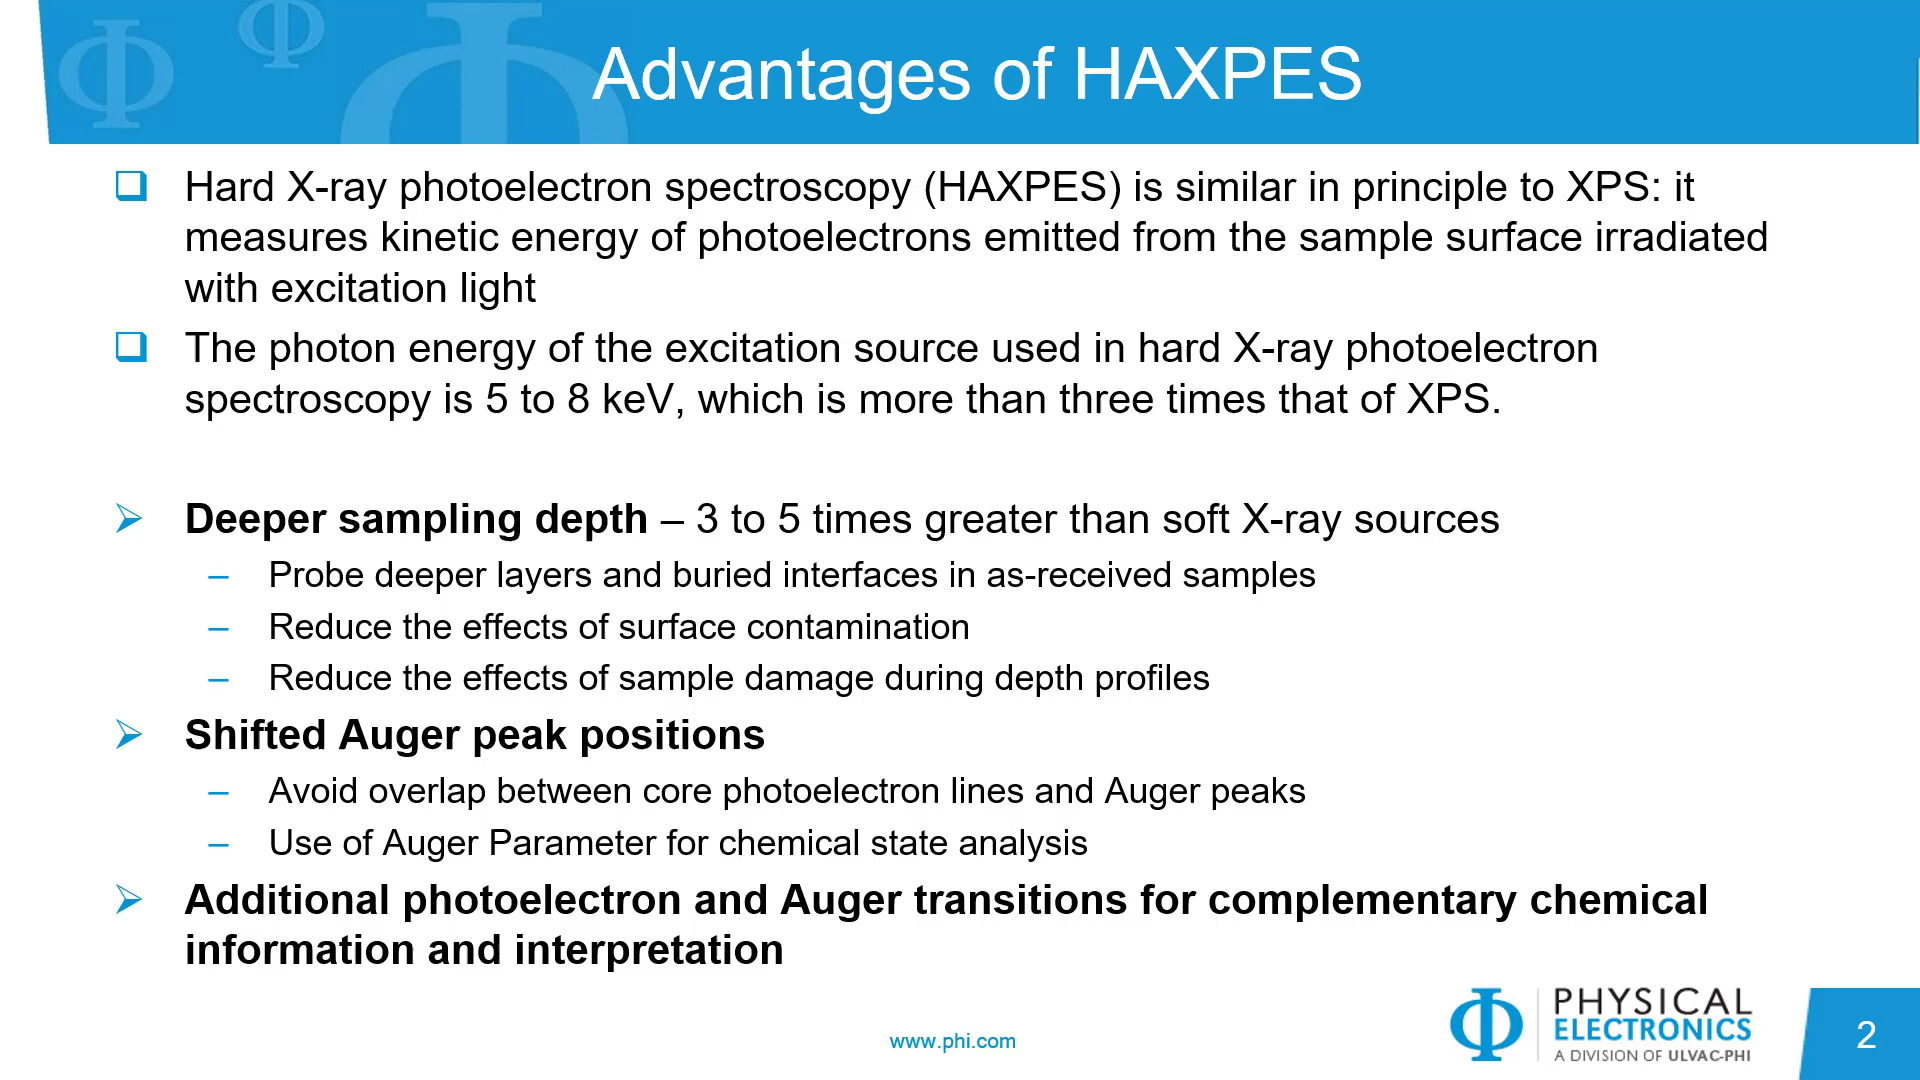 Advantages of HAXPES
Hard X-ray photoelectron spectroscopy (HAXPES) is similar in principle to XPS: it
measures kinetic energy of photoelectrons emitted from the sample surface irradiated
with excitation light
The photon energy of the excitation source used in hard X-ray photoelectron
spectroscopy is 5 to 8 keV, which is more than three times that of XPS.
Deeper sampling depth – 3 to 5 times greater than soft X-ray sources
– Probe deeper layers and buried interfaces in as-received samples
– Reduce the effects of surface contamination
– Reduce the effects of sample damage during depth profiles
Shifted Auger peak positions
– Avoid overlap between core photoelectron lines and Auger peaks
– Use of Auger Parameter for chemical state analysis
Additional photoelectron and Auger transitions for complementary chemical
information and interpretation
www.phi.com
PHYSICAL
ELECTRONICS
A DIVISION OF ULVAC-PHI
2